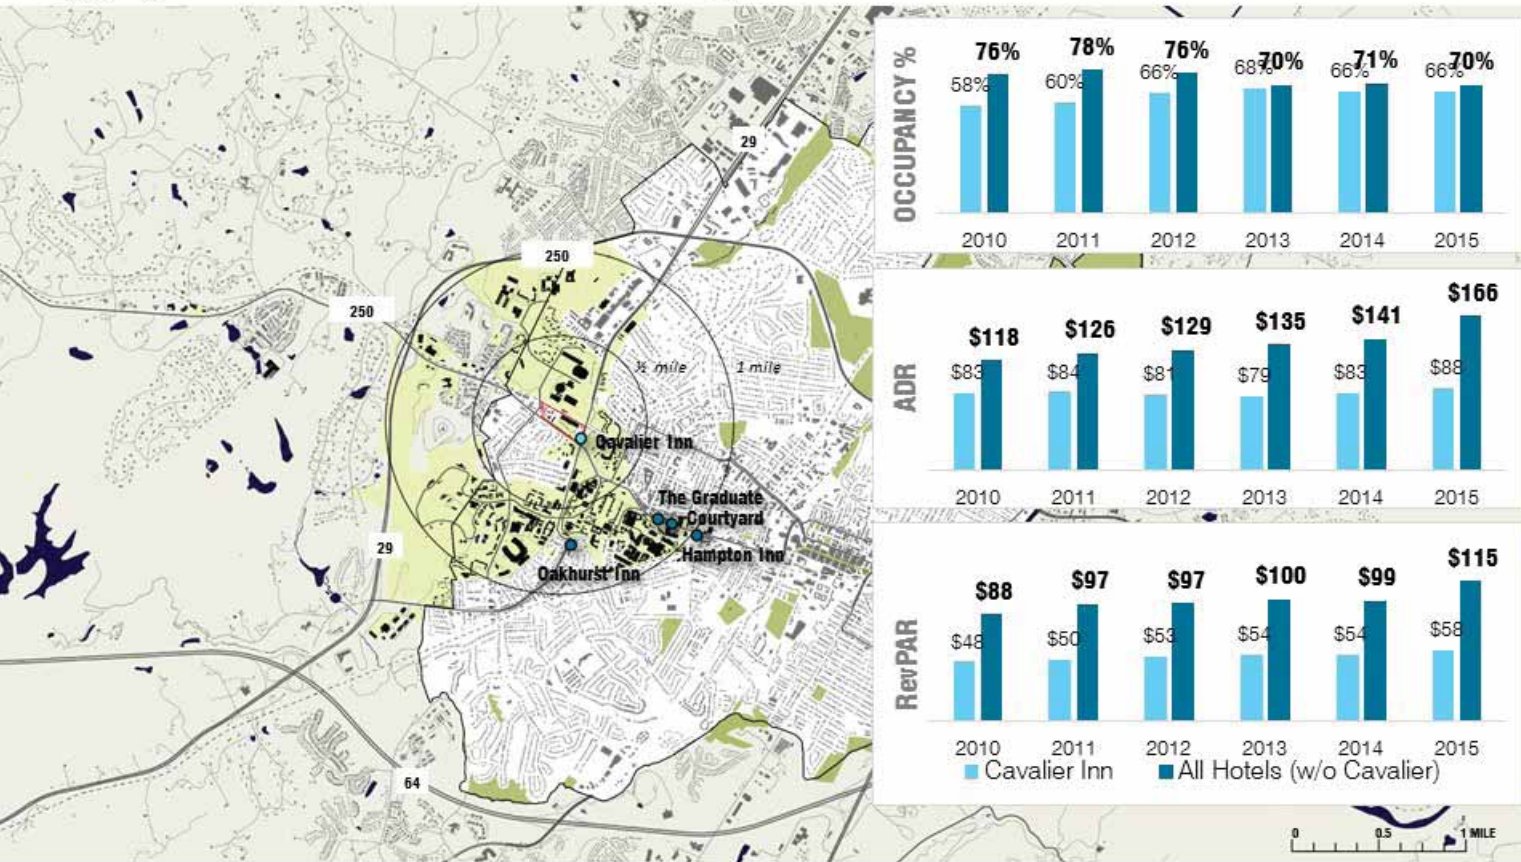 29
250
250
½ mile
1 mile
Cavalier Inn
The Graduate
Courtyard
Hampton Inn
29
Oakhurst Inn
64
OCCUPANCY %
58% 76%
60% 78%
66% 76%
68% 70%
66% 71%
66% 70%
2010 2011 2012 2013 2014 2015
ADR
$83 $118
$84 $126
$81 $129
$79 $135
$83 $141
$88 $166
2010 2011 2012 2013 2014 2015
RevPAR
$48 $88
$50 $97
$53 $97
$54 $100
$54 $99
$58 $115
2010 2011 2012 2013 2014 2015
Cavalier Inn All Hotels (w/o Cavalier)
0 0.5 1 MILE